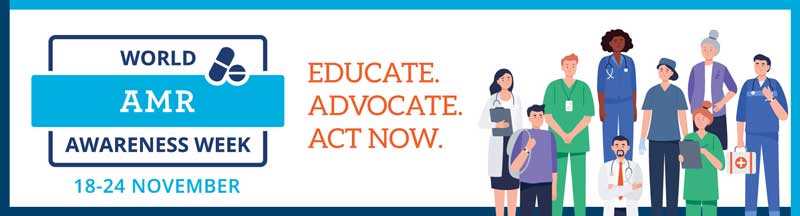 WORLD
AMR
AWARENESS WEEK
18-24 NOVEMBER
EDUCATE.
ADVOCATE.
ACT NOW.